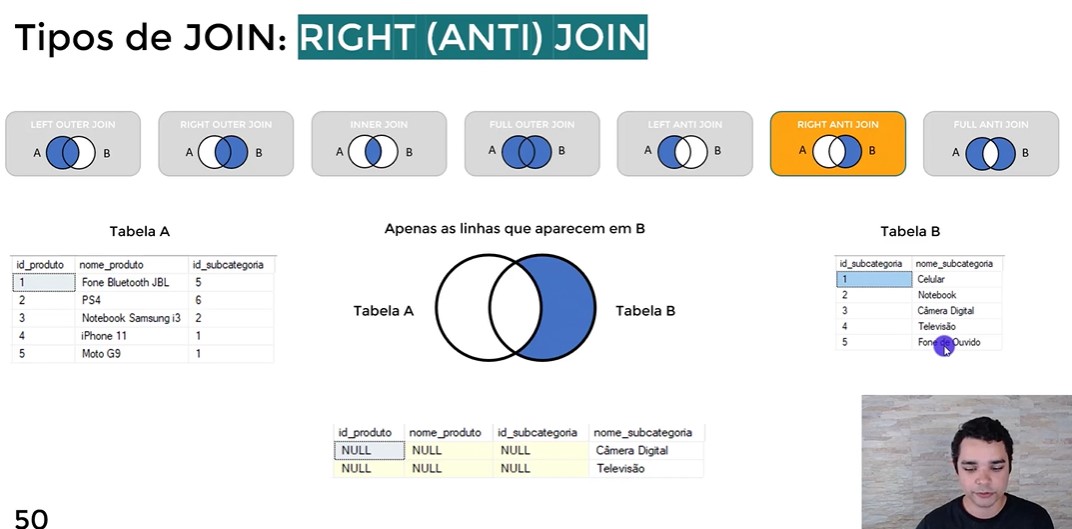 Tipos de JOIN: RIGHT (ANTI) JOIN
LEFT OUTER JOIN
A B
RIGHT OUTER JOIN
A B
INNER JOIN
A B
FULL OUTER JOIN
A B
LEFT ANTI JOIN
A B
RIGHT ANTI JOIN
A B
FULL ANTI JOIN
A B
Tabela A
id_produto nome_produto id_subcategoria
1 Fone Bluetooth JBL 5
2 PS4 6
3 Notebook Samsung i3 2
4 iPhone 11 1
5 Moto G9 1
Apenas as linhas que aparecem em B
Tabela A Tabela B
Tabela B
id_subcategoria nome_subcategoria
1 Celular
2 Notebook
3 Câmera Digital
4 Televisão
5 Fone de Ouvido
id_produto nome_produto id_subcategoria nome_subcategoria
NULL NULL NULL Câmera Digital
NULL NULL NULL Televisão
50